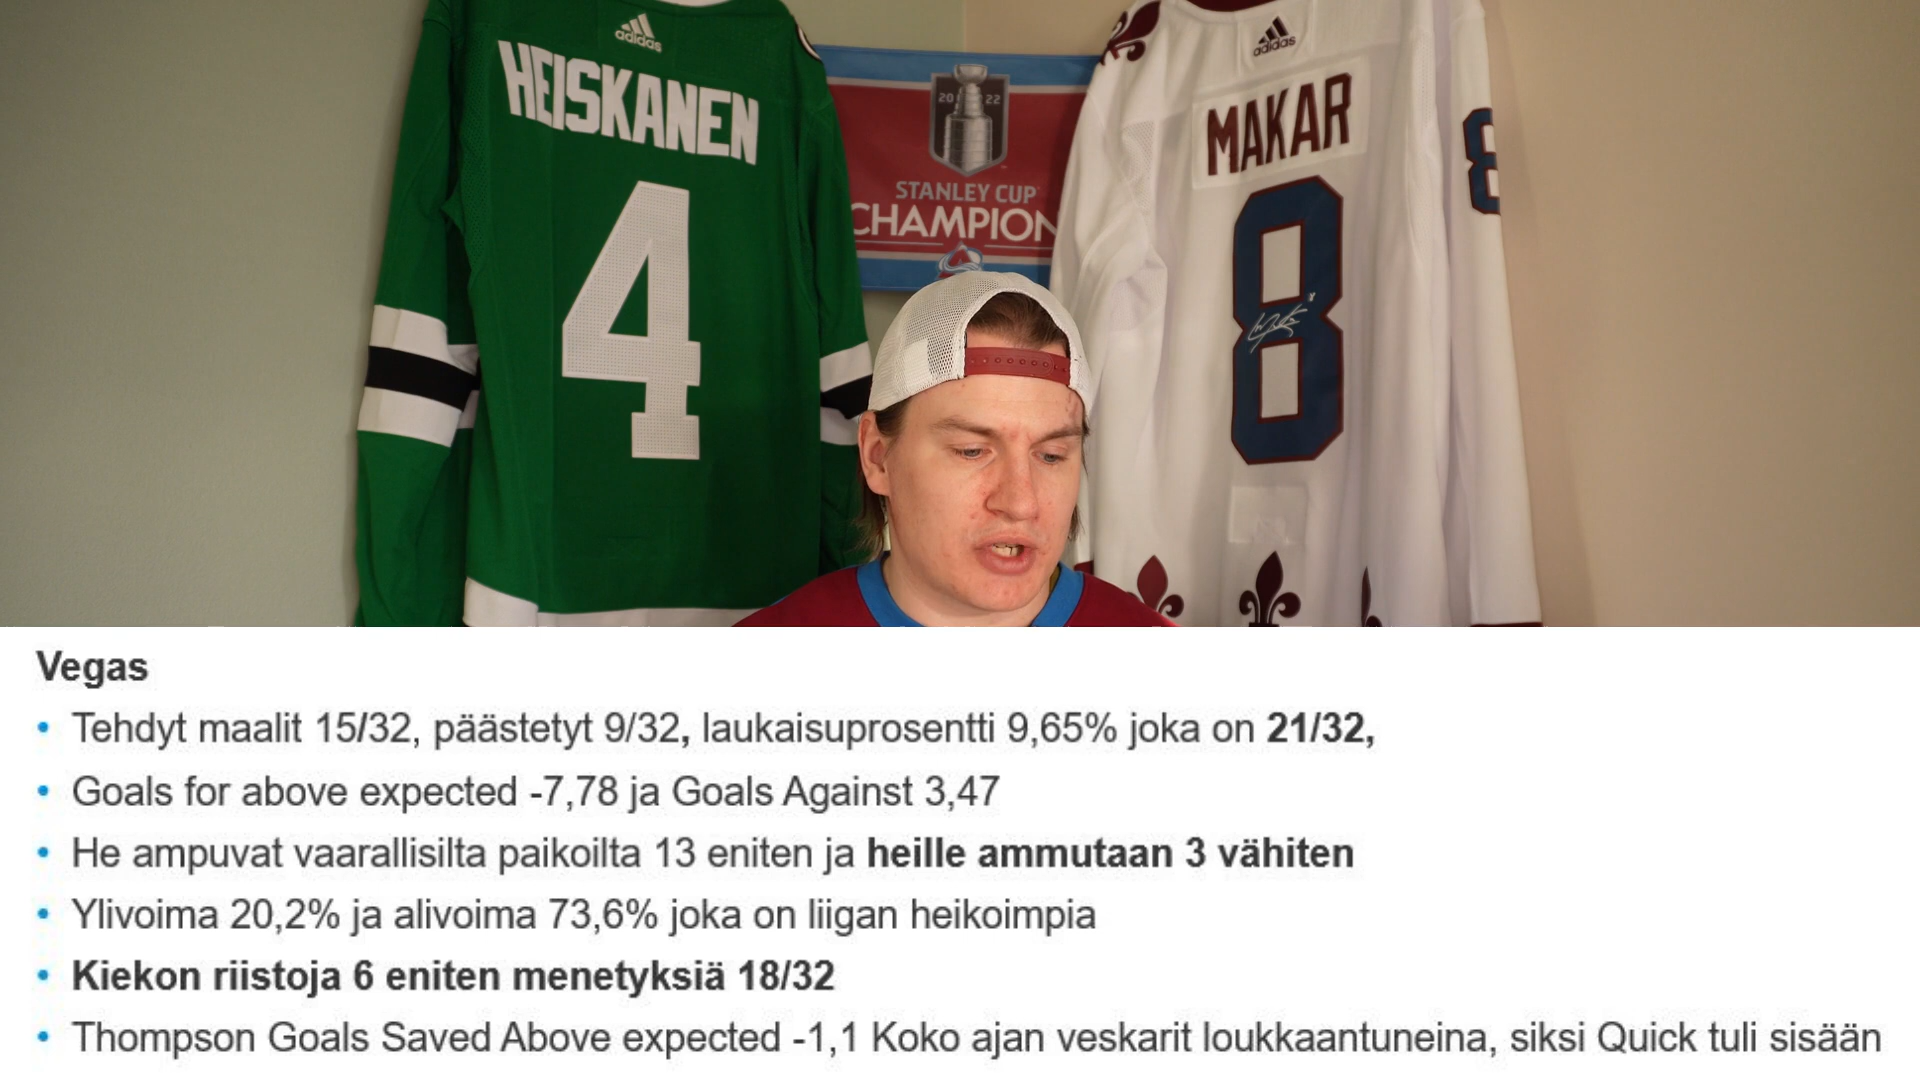 adidas
HEISKANEN
4
2022
STANLEY CUP
CHAMPION
adidas
MAKAR
8
8
Vegas
• Tehdyt maalit 15/32, päästetyt 9/32, laukaisuprosentti 9,65% joka on 21/32,
• Goals for above expected -7,78 ja Goals Against 3,47
• He ampuvat vaarallisilta paikoilta 13 eniten ja heille ammutaan 3 vähiten
• Ylivoima 20,2% ja alivoima 73,6% joka on liigan heikoimpia
• Kiekon riistoja 6 eniten menetyksiä 18/32
• Thompson Goals Saved Above expected -1,1 Koko ajan veskarit loukkaantuneina, siksi Quick tuli sisään